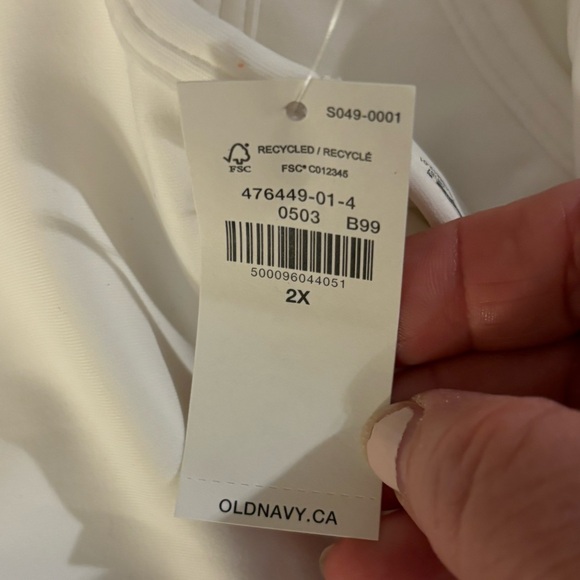 S049-0001
RECYCLED / RECYCLÉ
FSC
FSC® C012345
476449-01-4
0503 B99
500096044051
2X
OLDNAVY.CA